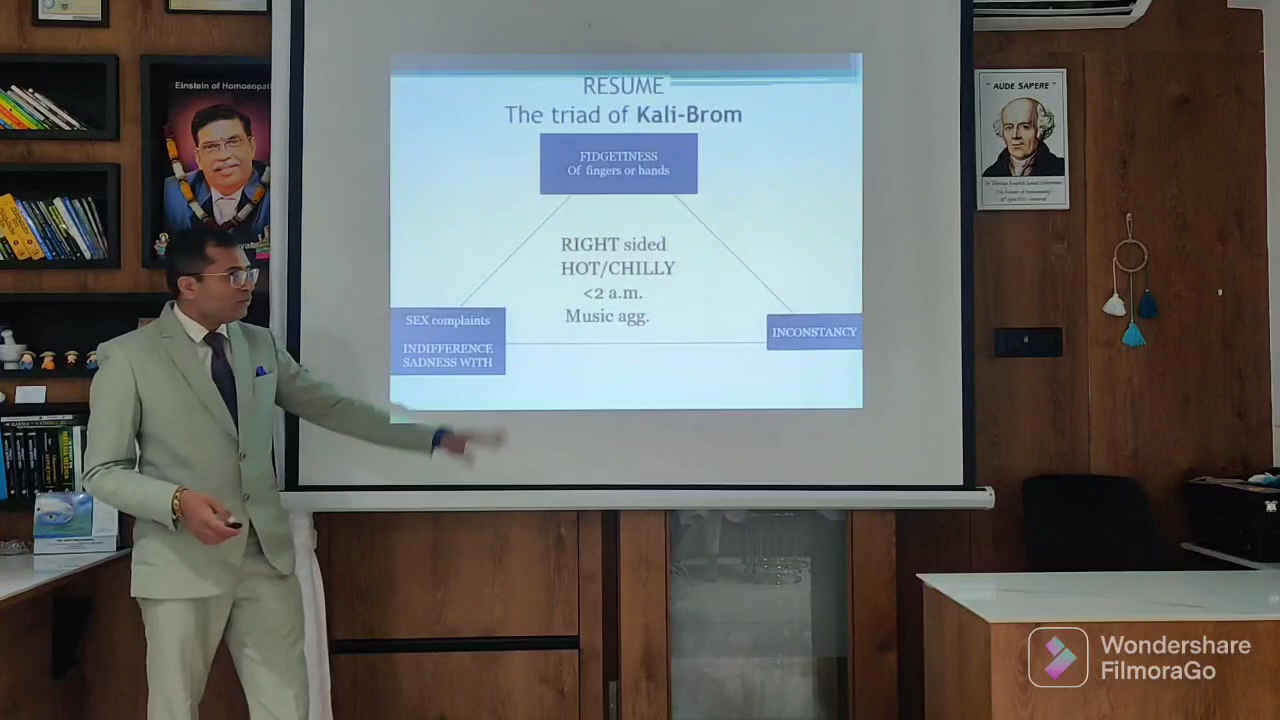 Einstein of Homoeopat
RESUME
The triad of Kali-Brom
FIDGETINESS
Of fingers or hands
RIGHT sided
HOT/CHILLY
<2 a.m.
Music agg.
SEX complaints
INDIFFERENCE
SADNESS WITH
INCONSTANCY
" AUDE SAPERE "
Wondershare
FilmoraGo